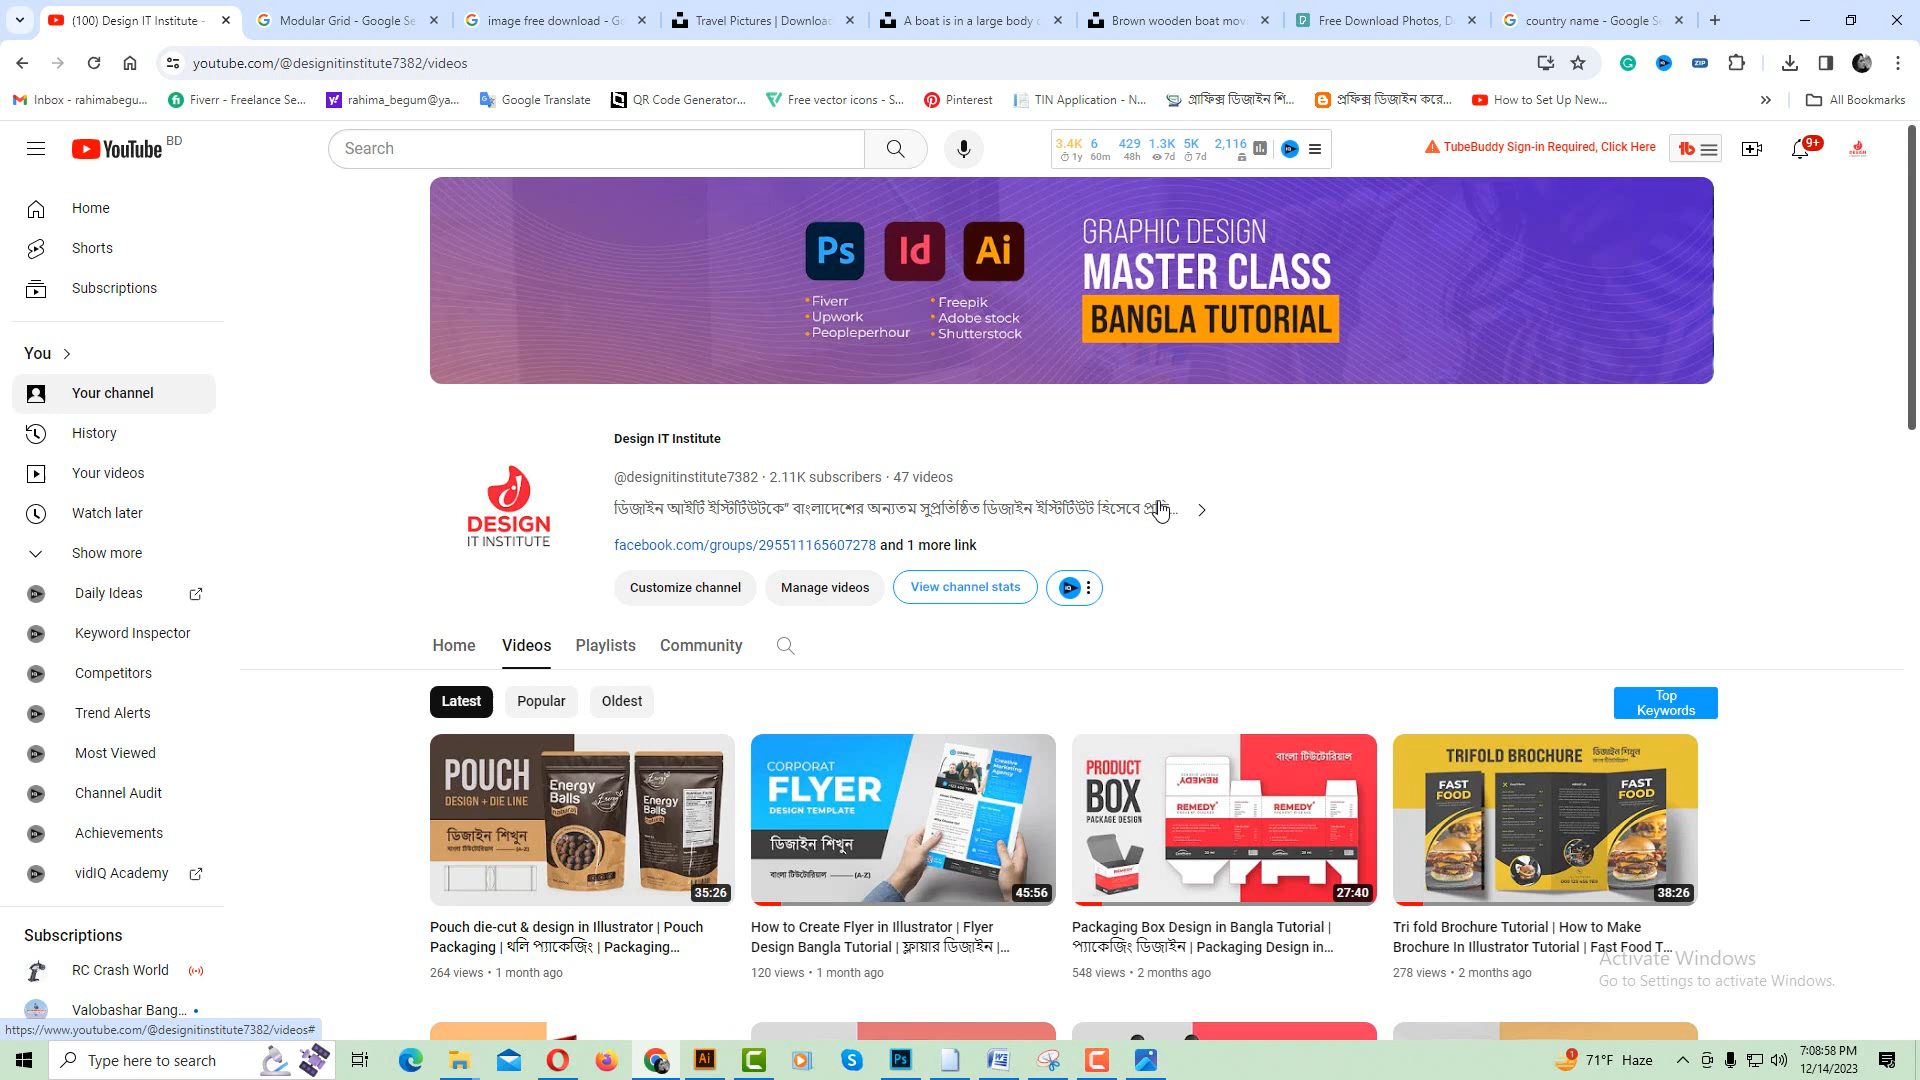 (100) Design IT Institute -
Modular Grid - Google Se
image free download - Go
Travel Pictures | Download
A boat is in a large body o
Brown wooden boat movi
Free Download Photos, D
country name - Google Se
youtube.com/@designitinstitute7382/videos
Inbox - rahimabegu...
Fiverr - Freelance Se...
rahima_begum@ya...
Google Translate
QR Code Generator...
Free vector icons - S...
Pinterest
TIN Application - N...
গ্রাফিক্স ডিজাইন শি...
প্রফিক্স ডিজাইন করে...
How to Set Up New...
All Bookmarks
YouTube BD
Search
3.4K 6 429 1.3K 5K 2,116
1y 60m 48h 7d 7d
TubeBuddy Sign-in Required, Click Here
9+
Home
Shorts
Subscriptions
You
Your channel
History
Your videos
Watch later
Show more
Daily Ideas
Keyword Inspector
Competitors
Trend Alerts
Most Viewed
Channel Audit
Achievements
vidIQ Academy
Subscriptions
RC Crash World
Valobashar Bang...
https://www.youtube.com/@designitinstitute7382/videos#
Ps Id Ai
• Fiverr
• Upwork
• Peopleperhour
• Freepik
• Adobe stock
• Shutterstock
GRAPHIC DESIGN
MASTER CLASS
BANGLA TUTORIAL
DESIGN
IT INSTITUTE
Design IT Institute
@designitinstitute7382 · 2.11K subscribers · 47 videos
ডিজাইন আইটি ইন্সটিটিউটকে" বাংলাদেশের অন্যতম সুপ্রতিষ্ঠিত ডিজাইন ইন্সটিটিউট হিসেবে
facebook.com/groups/295511165607278 and 1 more link
Customize channel
Manage videos
View channel stats
Home
Videos
Playlists
Community
Latest
Popular
Oldest
Top
Keywords
POUCH
DESIGN + DIE LINE
ডিজাইন শিখুন
বাংলা টিউটোরিয়াল (A-Z)
Energy
Balls
Energy
Balls
35:26
Pouch die-cut & design in Illustrator | Pouch
Packaging | থলি প্যাকেজিং | Packaging...
264 views • 1 month ago
CORPORAT
FLYER
DESIGN TEMPLATE
ডিজাইন শিখুন
বাংলা টিউটোরিয়াল (A-Z)
Creative
Marketing
Agency
45:56
How to Create Flyer in Illustrator | Flyer
Design Bangla Tutorial | ফ্লায়ার ডিজাইন |...
120 views • 1 month ago
বাংলা টিউটোরিয়াল
PRODUCT
BOX
PACKAGE DESIGN
REMEDY
REMEDY
REMEDY
27:40
Packaging Box Design in Bangla Tutorial |
প্যাকেজিং ডিজাইন | Packaging Design in...
548 views • 2 months ago
TRIFOLD BROCHURE
ডিজাইন শিখুন
FAST
FOOD
FAST
FOOD
38:26
Tri fold Brochure Tutorial | How to Make
Brochure In Illustrator Tutorial | Fast Food T...
278 views • 2 months ago
Activate Windows
Go to Settings to activate Windows.
Type here to search
71°F Haze
7:08:58 PM
12/14/2023